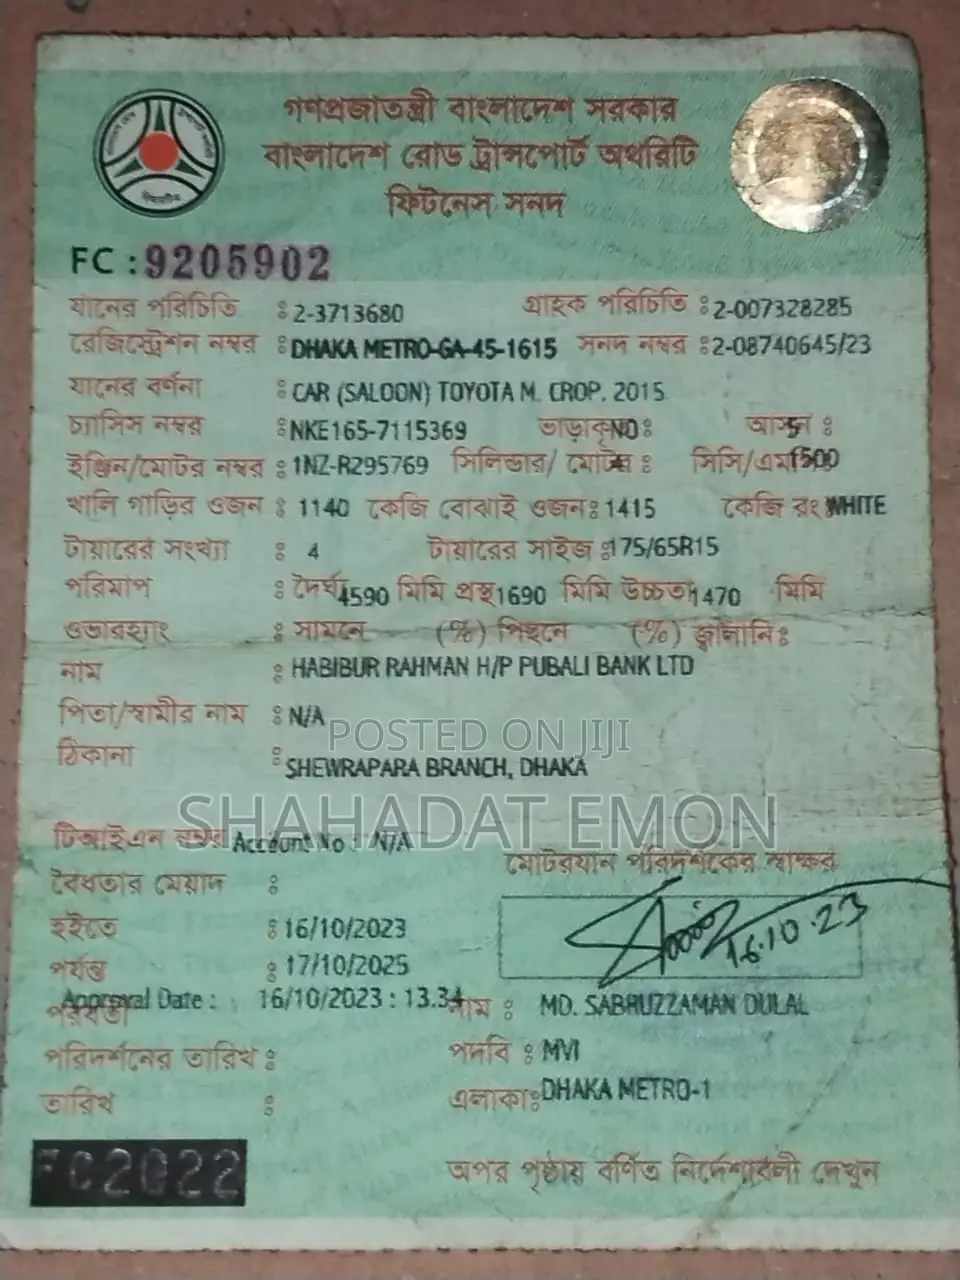 গণপ্রজাতন্ত্রী বাংলাদেশ সরকার
বাংলাদেশ রোড ট্রান্সপোর্ট অথরিটি
ফিটনেস সনদ
FC : 9205902
যানের পরিচিতি : 2-3713680 গ্রাহক পরিচিতি : 2-007328285
রেজিস্ট্রেশন নম্বর : DHAKA METRO-GA-45-1615 সনদ নম্বর : 2-08740645/23
যানের বর্ণনা : CAR (SALOON) TOYOTA M. CROP. 2015
চ্যাসিস নম্বর : NKE165-7115369 ভাড়াকৃ NO : আসন :
ইঞ্জিন/মোটর নম্বর : 1NZ-R295769 সিলিন্ডার/ মোটর : সিসি/এম 1500
খালি গাড়ির ওজন : 1140 কেজি বোঝাই ওজন: 1415 কেজি রং WHITE
টায়ারের সংখ্যা : 4 টায়ারের সাইজ : 175/65R15
পরিমাপ : দৈর্ঘ্য 4590 মিমি প্রস্থ 1690 মিমি উচ্চতা 1470 মিমি
ওভারহ্যাং : সামনে (%) পিছনে (%) জ্বালানি :
নাম : HABIBUR RAHMAN H/P PUBALI BANK LTD
পিতা/স্বামীর নাম : N/A
POSTED ON JIJI
ঠিকানা : SHEWRAPARA BRANCH, DHAKA
SHAHADAT EMON
টিআইএন নম্বর Account No : N/A
মোটরযান পরিদর্শকের স্বাক্ষর
বৈধতার মেয়াদ :
হইতে : 16/10/2023
16.10.23
পর্যন্ত : 17/10/2025
Approval Date : 16/10/2023 : 13.34 নাম : MD. SABRUZZAMAN DULAL
পরবর্তী
পরিদর্শনের তারিখ : পদবি : MVI
তারিখ : এলাকা: DHAKA METRO-1
FC2022
অপর পৃষ্ঠায় বর্ণিত নির্দেশাবলী দেখুন